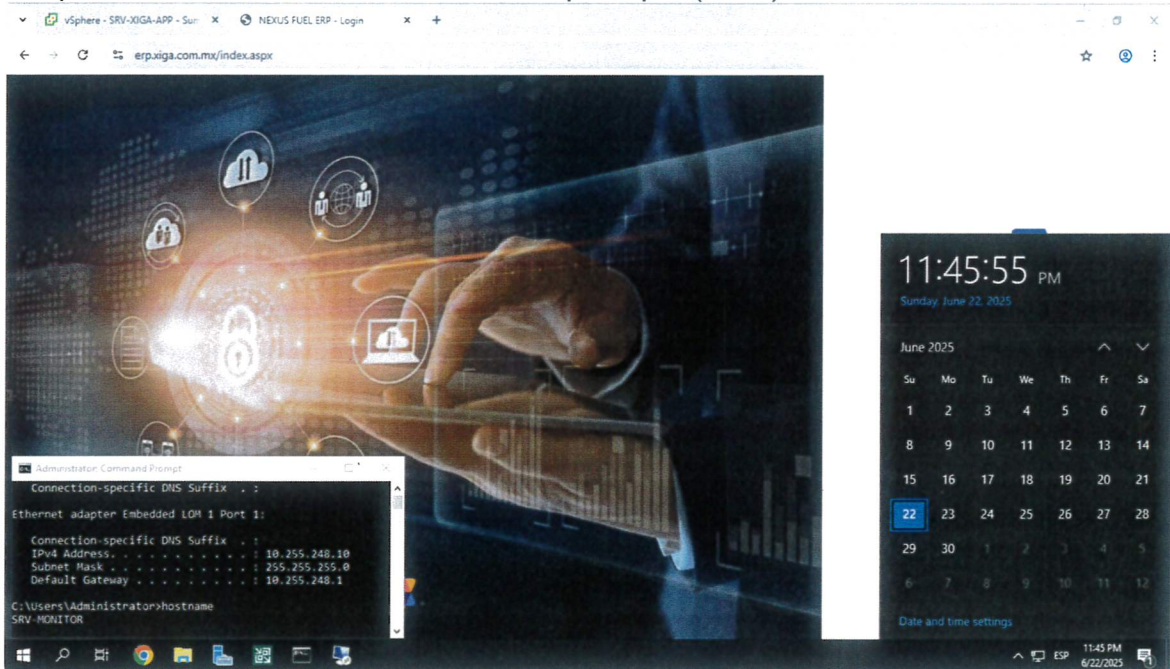 vSphere - SRV-XIGA-APP - Sum
NEXUS FUEL ERP - Login
erp.xiga.com.mx/index.aspx
11:45:55 PM
Sunday, June 22, 2025
June 2025
Su Mo Tu We Th Fr Sa
1 2 3 4 5 6 7
8 9 10 11 12 13 14
15 16 17 18 19 20 21
22 23 24 25 26 27 28
29 30 1 2 3 4 5
6 7 8 9 10 11 12
Date and time settings
Administrator: Command Prompt
Connection-specific DNS Suffix . :
Ethernet adapter Embedded LOM 1 Port 1:
Connection-specific DNS Suffix . :
IPv4 Address. . . . . . . . . . . : 10.255.248.10
Subnet Mask . . . . . . . . . . . : 255.255.255.0
Default Gateway . . . . . . . . . : 10.255.248.1
C:\Users\Administrator>hostname
SRV-MONITOR
ESP
11:45 PM
6/22/2025